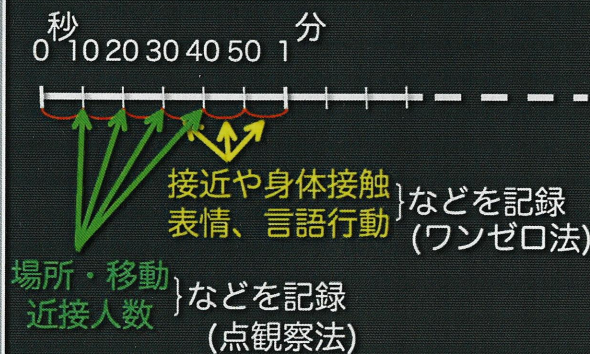 秒 分
0 10 20 30 40 50 1
接近や身体接触
表情、言語行動
}などを記録
(ワンゼロ法)
場所・移動
近接人数
}などを記録
(点観察法)